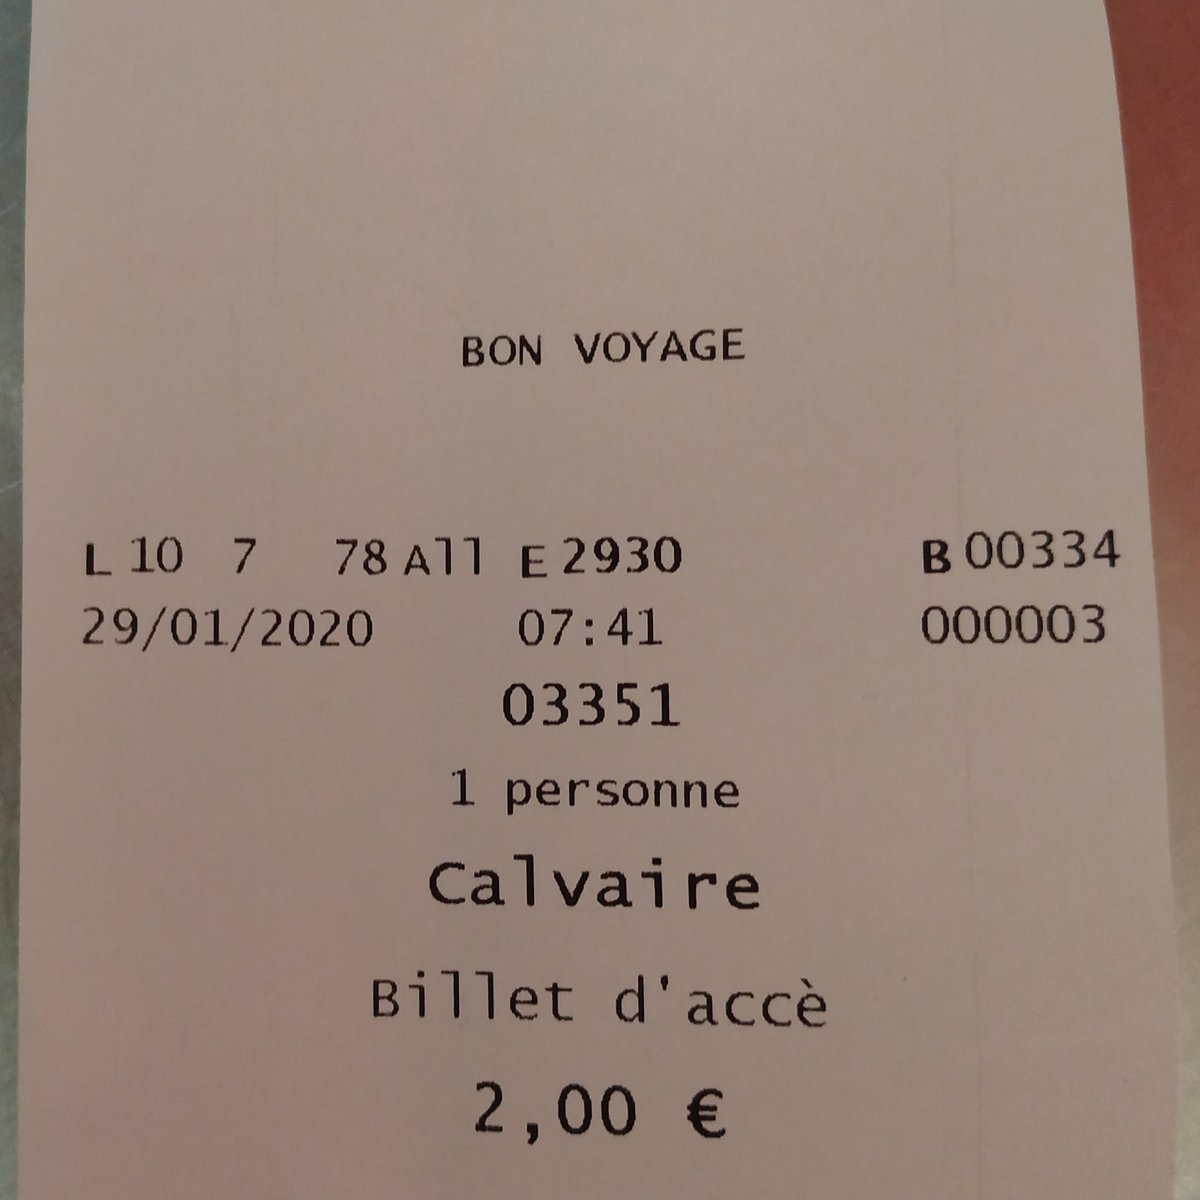 BON VOYAGE
L 10 7 78 All E 2930 B 00334
29/01/2020 07:41 000003
03351
1 personne
Calvaire
Billet d'accè
2,00 €